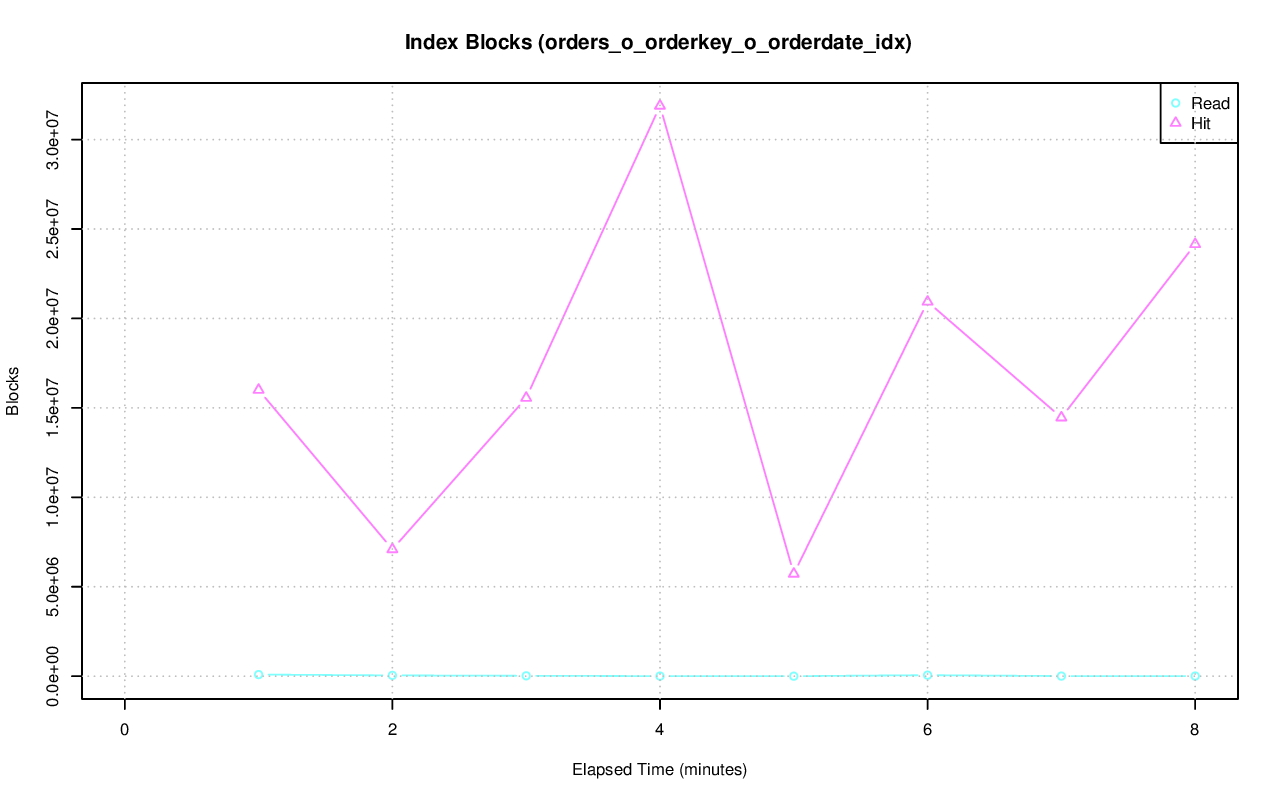 Index Blocks (orders_o_orderkey_o_orderdate_idx)
Read
Hit
Blocks
3.0e+07
2.5e+07
2.0e+07
1.5e+07
1.0e+07
5.0e+06
0.0e+00
0 2 4 6 8
Elapsed Time (minutes)